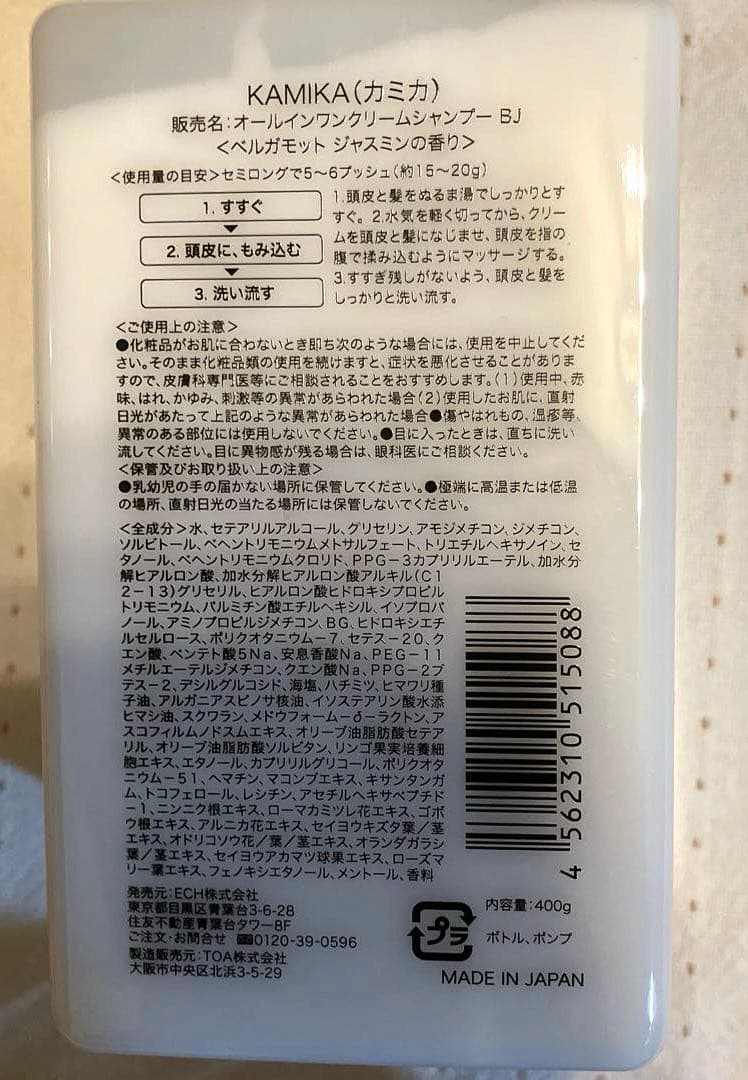 KAMIKA(カミカ)
販売名:オールインワンクリームシャンプー BJ
<ベルガモット ジャスミンの香り>
<使用量の目安>セミロングで5～6プッシュ(約15～20g)
1. すすぐ
2. 頭皮に、もみ込む
3. 洗い流す
1.頭皮と髪をぬるま湯でしっかりとす
すぐ。2.水気を軽く切ってから、クリー
ムを頭皮と髪になじませ、頭皮を指の
腹で揉み込むようにマッサージする。
3.すすぎ残しがないよう、頭皮と髪を
しっかりと洗い流す。
<ご使用上の注意>
●化粧品がお肌に合わないとき即ち次のような場合には、使用を中止してくだ
さい。そのまま化粧品類の使用を続けますと、症状を悪化させることがありま
すので、皮膚科専門医等にご相談されることをおすすめします。(1)使用中、赤
味、はれ、かゆみ、刺激等の異常があらわれた場合(2)使用したお肌に、直射
日光があたって上記のような異常があらわれた場合●傷やはれもの、湿疹等、
異常のある部位には使用しないでください。●目に入ったときは、直ちに洗い
流してください。目に異物感が残る場合は、眼科医にご相談ください。
<保管及びお取り扱い上の注意>
●乳幼児の手の届かない場所に保管してください。●極端に高温または低温
の場所、直射日光の当たる場所には保管しないでください。
<全成分>水、セテアリルアルコール、グリセリン、アモジメチコン、ジメチコン、
ソルビトール、ベヘントリモニウムメトサルフェート、トリエチルヘキサノイン、セ
タノール、ベヘントリモニウムクロリド、PPG-3カプリリルエーテル、加水分
解ヒアルロン酸、加水分解ヒアルロン酸アルキル(C1
2-13)グリセリル、ヒアルロン酸ヒドロキシプロピル
トリモニウム、パルミチン酸エチルヘキシル、イソプロパ
ノール、アミノプロピルジメチコン、BG、ヒドロキシエチ
ルセルロース、ポリクオタニウム-7、セテス-20、ク
エン酸、ペンテト酸5Na、安息香酸Na、PEG-11
メチルエーテルジメチコン、クエン酸Na、PPG-2ブ
テス-2、デシルグルコシド、海塩、ハチミツ、ヒマワリ種
子油、アルガニアスピノサ核油、イソステアリン酸水添
ヒマシ油、スクワラン、メドウフォーム-δ-ラクトン、ア
スコフィルムノドスムエキス、オリーブ油脂肪酸セテア
リル、オリーブ油脂肪酸ソルビタン、リンゴ果実培養細
胞エキス、エタノール、カプリリルグリコール、ポリクオタ
ニウム-51、ヘマチン、マコンブエキス、キサンタンガ
ム、トコフェロール、レシチン、アセチルヘキサペプチド
-1、ニンニク根エキス、ローマカミツレ花エキス、ゴボ
ウ根エキス、アルニカ花エキス、セイヨウキズタ葉／茎
エキス、オドリコソウ花／葉／茎エキス、オランダガラシ
葉／茎エキス、セイヨウアカマツ球果エキス、ローズマ
リー葉エキス、フェノキシエタノール、メントール、香料
4 562310 515088
発売元:ECH株式会社
東京都目黒区青葉台3-6-28
住友不動産青葉台タワー8F
ご注文・お問合せ 0120-39-0596
製造販売元:TOA株式会社
大阪市中央区北浜3-5-29
プラ
内容量:400g
ボトル、ポンプ
MADE IN JAPAN